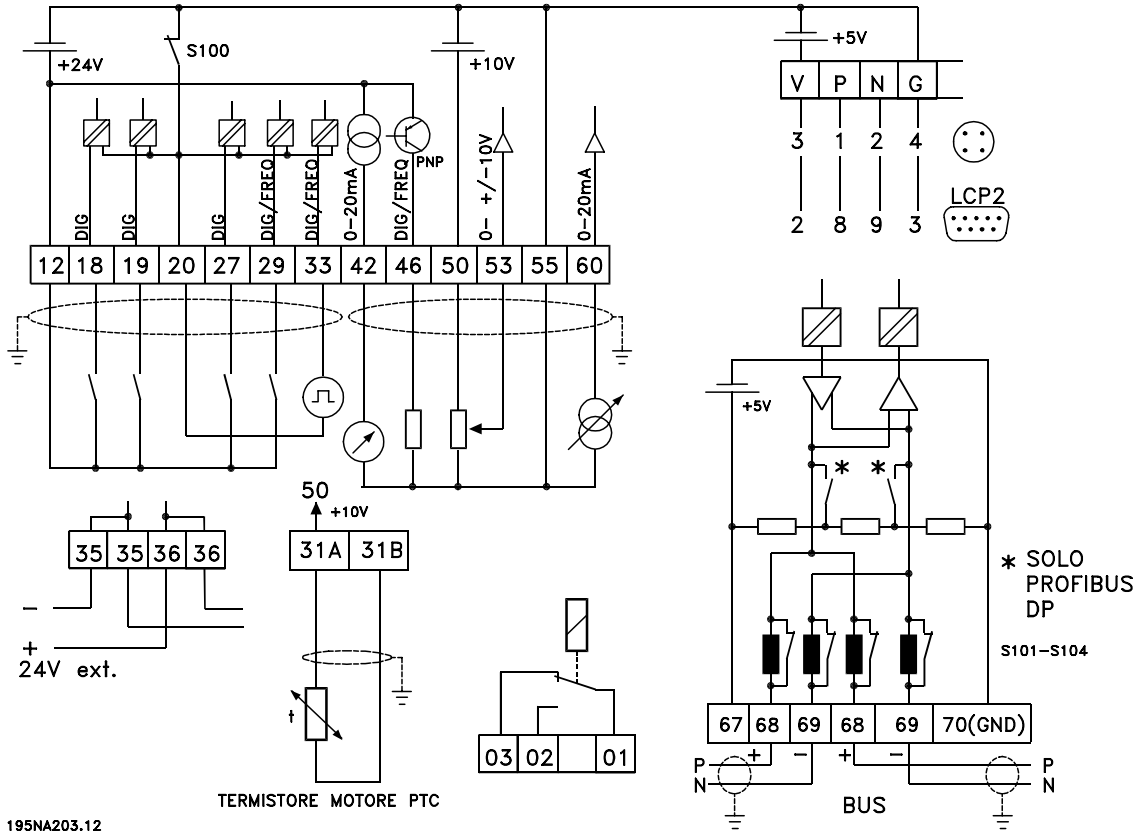 +24V
S100
+10V
+5V
V P N G
3 1 2 4
PNP
DIG
DIG
DIG
DIG/FREQ
DIG/FREQ
0-20mA
DIG/FREQ
0- +/-10V
0-20mA
LCP2
2 8 9 3
12 18 19 20 27 29 33 42 46 50 53 55 60
+5V
* *
50
+10V
35 35 36 36
31A 31B
* SOLO
PROFIBUS
DP
-
+
24V ext.
S101-S104
t
67 68 69 68 69 70(GND)
03 02 01
+ - + -
P P
N N
TERMISTORE MOTORE PTC
BUS
195NA203.12